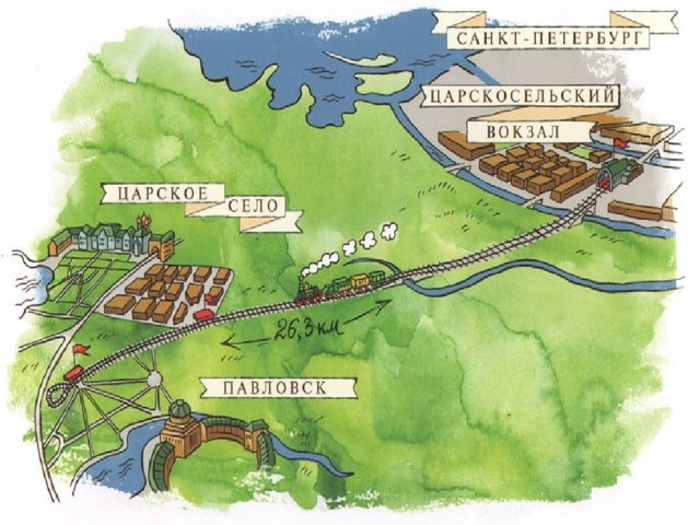 САНКТ-ПЕТЕРБУРГ
ЦАРСКОСЕЛЬСКИЙ
ВОКЗАЛ
ЦАРСКОЕ
СЕЛО
26,3 км
ПАВЛОВСК